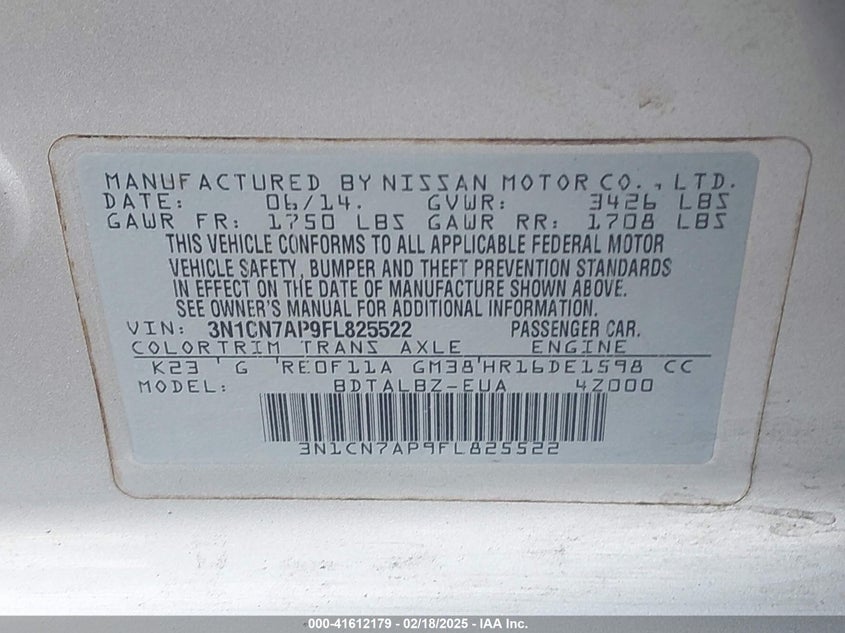 MANUFACTURED BY NISSAN MOTOR CO., LTD.
DATE: 06/14. GVWR: 3426 LBS
GAWR FR: 1750 LBS GAWR RR: 1708 LBS
THIS VEHICLE CONFORMS TO ALL APPLICABLE FEDERAL MOTOR
VEHICLE SAFETY, BUMPER AND THEFT PREVENTION STANDARDS
IN EFFECT ON THE DATE OF MANUFACTURE SHOWN ABOVE.
SEE OWNER'S MANUAL FOR ADDITIONAL INFORMATION.
VIN: 3N1CN7AP9FL825522 PASSENGER CAR.
COLORTRIM TRANS AXLE ENGINE
K23 G RE0F11A GM38 HR16DE1598 CC
MODEL: BDTALBZ-EUA 4Z000
3N1CN7AP9FL825522
000-41612179 - 02/18/2025 - IAA Inc.